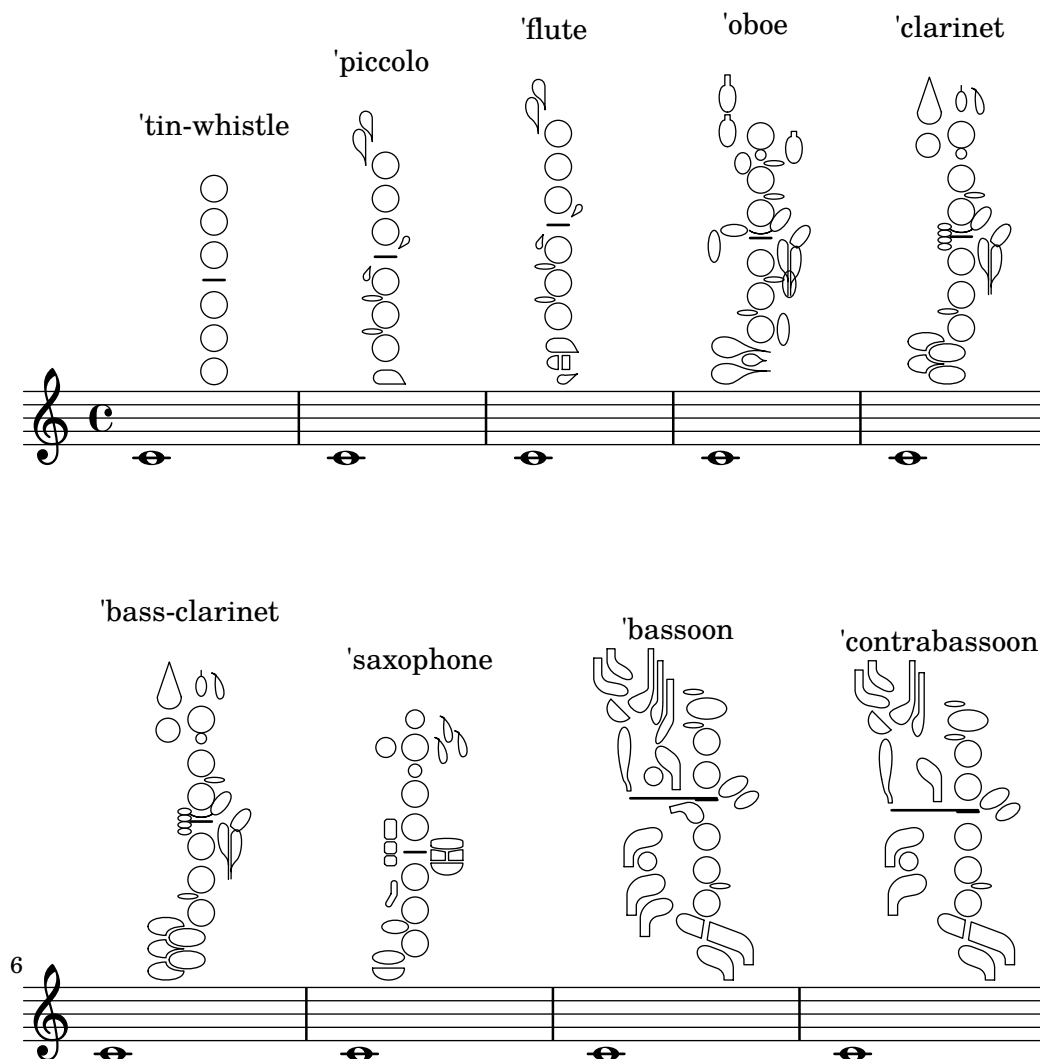 'tin-whistle
'piccolo
'flute
'oboe
'clarinet
'bass-clarinet
'saxophone
'bassoon
'contrabassoon
6